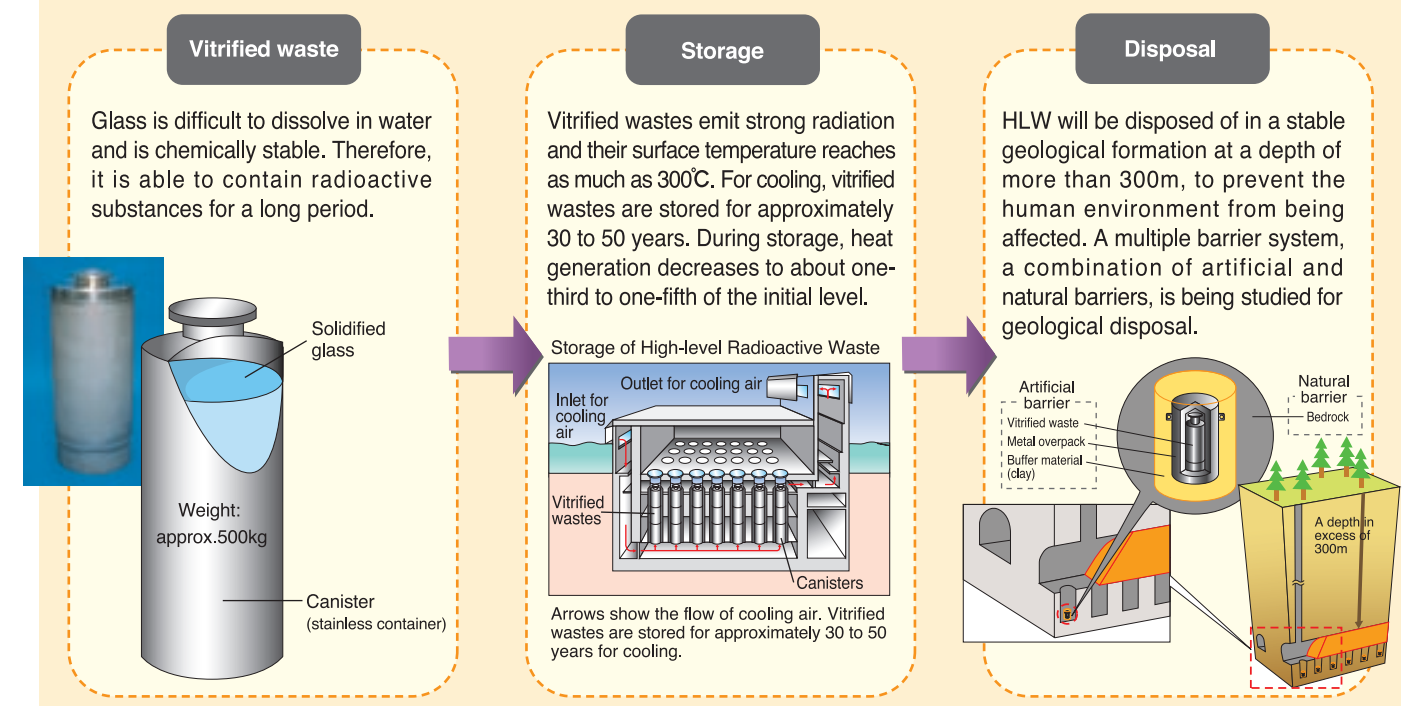 Vitrified waste
Glass is difficult to dissolve in water
and is chemically stable. Therefore,
it is able to contain radioactive
substances for a long period.
Solidified
glass
Weight:
approx.500kg
Canister
(stainless container)
Storage
Vitrified wastes emit strong radiation
and their surface temperature reaches
as much as 300℃. For cooling, vitrified
wastes are stored for approximately
30 to 50 years. During storage, heat
generation decreases to about one-
third to one-fifth of the initial level.
Storage of High-level Radioactive Waste
Outlet for cooling air
Inlet for
cooling
air
Vitrified
wastes
Canisters
Arrows show the flow of cooling air. Vitrified
wastes are stored for approximately 30 to 50
years for cooling.
Disposal
HLW will be disposed of in a stable
geological formation at a depth of
more than 300m, to prevent the
human environment from being
affected. A multiple barrier system,
a combination of artificial and
natural barriers, is being studied for
geological disposal.
Artificial
barrier
Vitrified waste
Metal overpack
Buffer material
(clay)
Natural
barrier
Bedrock
A depth in
excess of
300m